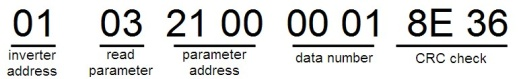 01 03 21 00 00 01 8E 36
inverter address read parameter parameter address data number CRC check